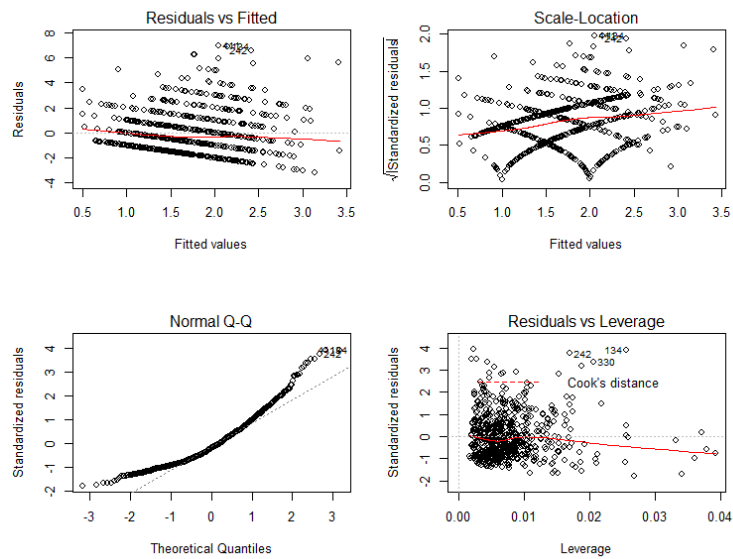 Residuals vs Fitted
Residuals
8
6
4
2
0
-2
-4
134
242
0.5 1.0 1.5 2.0 2.5 3.0 3.5
Fitted values
Scale-Location
√|Standardized residuals|
2.0
1.5
1.0
0.5
0.0
242
0.5 1.0 1.5 2.0 2.5 3.0 3.5
Fitted values
Normal Q-Q
Standardized residuals
4
3
2
1
0
-1
-2
242
-3 -2 -1 0 1 2 3
Theoretical Quantiles
Residuals vs Leverage
Standardized residuals
4
3
2
1
0
-1
-2
242 134
330
Cook's distance
0.00 0.01 0.02 0.03 0.04
Leverage